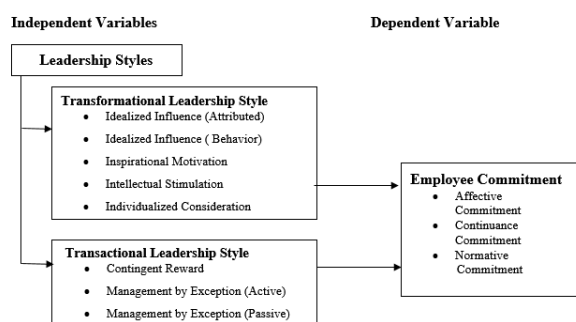 Independent Variables
Dependent Variable
Leadership Styles
Transformational Leadership Style
• Idealized Influence (Attributed)
• Idealized Influence ( Behavior)
• Inspirational Motivation
• Intellectual Stimulation
• Individualized Consideration
Employee Commitment
• Affective
Commitment
• Continuance
Commitment
• Normative
Commitment
Transactional Leadership Style
• Contingent Reward
• Management by Exception (Active)
• Management by Exception (Passive)